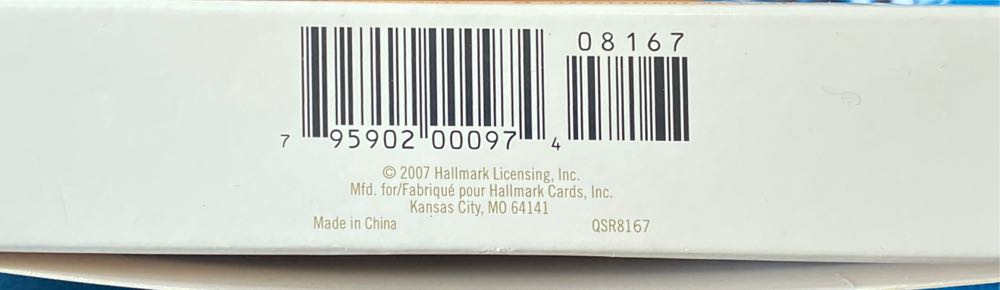 08167
7 95902 00097 4
© 2007 Hallmark Licensing, Inc.
Mfd. for/Fabriqué pour Hallmark Cards, Inc.
Kansas City, MO 64141
Made in China QSR8167